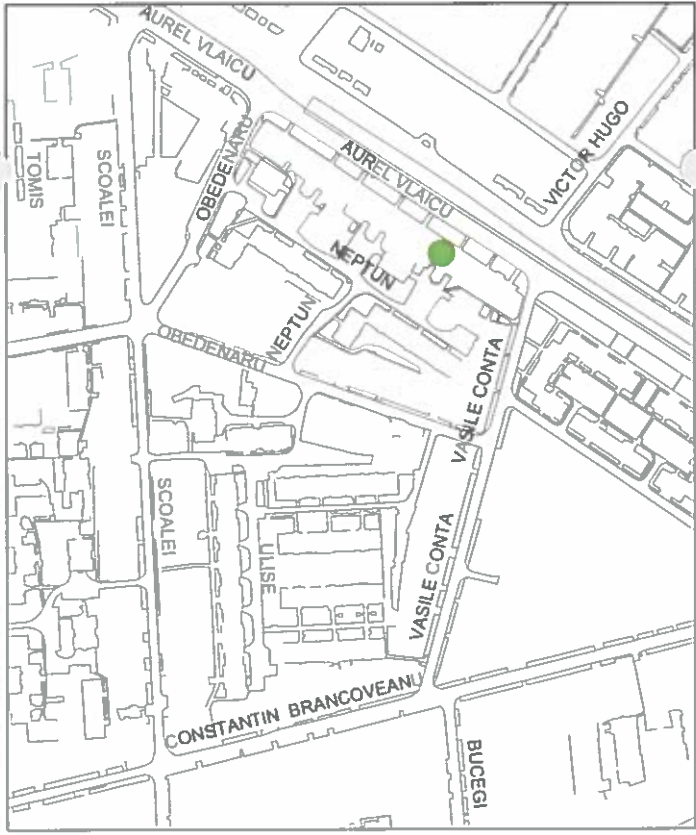 AUREL VLAICU
VICTOR HUGO
AUREL VLAICU
OBEDENARU
TOMIS
SCOALEI
NEPTUN
NEPTUN
OBEDENARU
VASILE CONTA
SCOALEI
ULISE
VASILE CONTA
CONSTANTIN BRANCOVEANU
BUCEGI